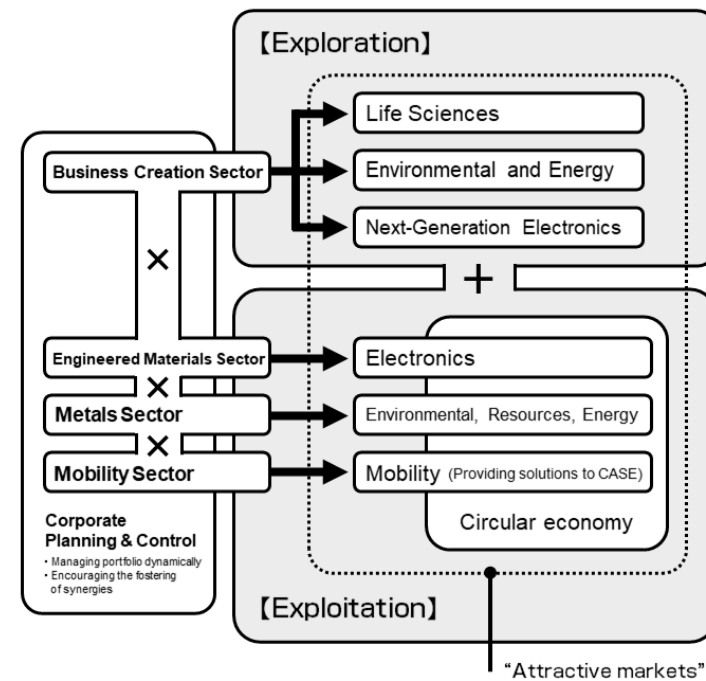 【Exploration】
Life Sciences
Business Creation Sector
Environmental and Energy
Next-Generation Electronics
×
+
Engineered Materials Sector
Electronics
×
Metals Sector
Environmental, Resources, Energy
×
Mobility Sector
Mobility (Providing solutions to CASE)
Circular economy
Corporate
Planning & Control
・Managing portfolio dynamically
・Encouraging the fostering
of synergies
【Exploitation】
“Attractive markets”